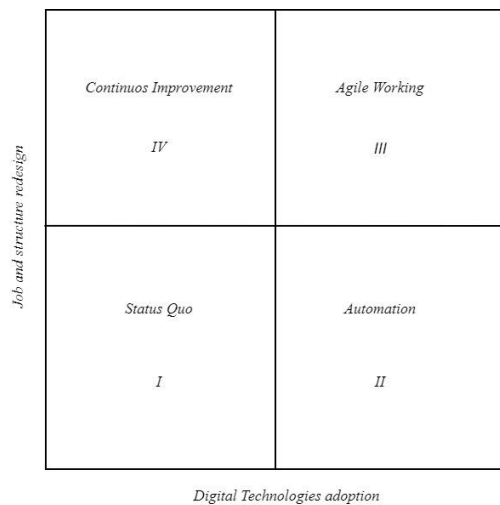 Continuos Improvement
Agile Working
IV
III
Job and structure redesign
Status Quo
Automation
I
II
Digital Technologies adoption